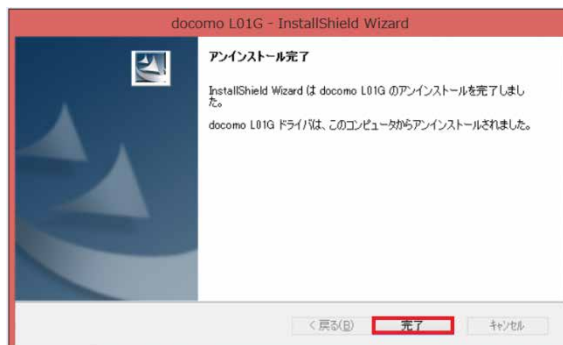 docomo L01G - InstallShield Wizard
アンインストール完了
InstallShield Wizard は docomo L01G のアンインストールを完了しまし
た。
docomo L01G ドライバは、このコンピュータからアンインストールされました。
< 戻る(B)
完了
キャンセル